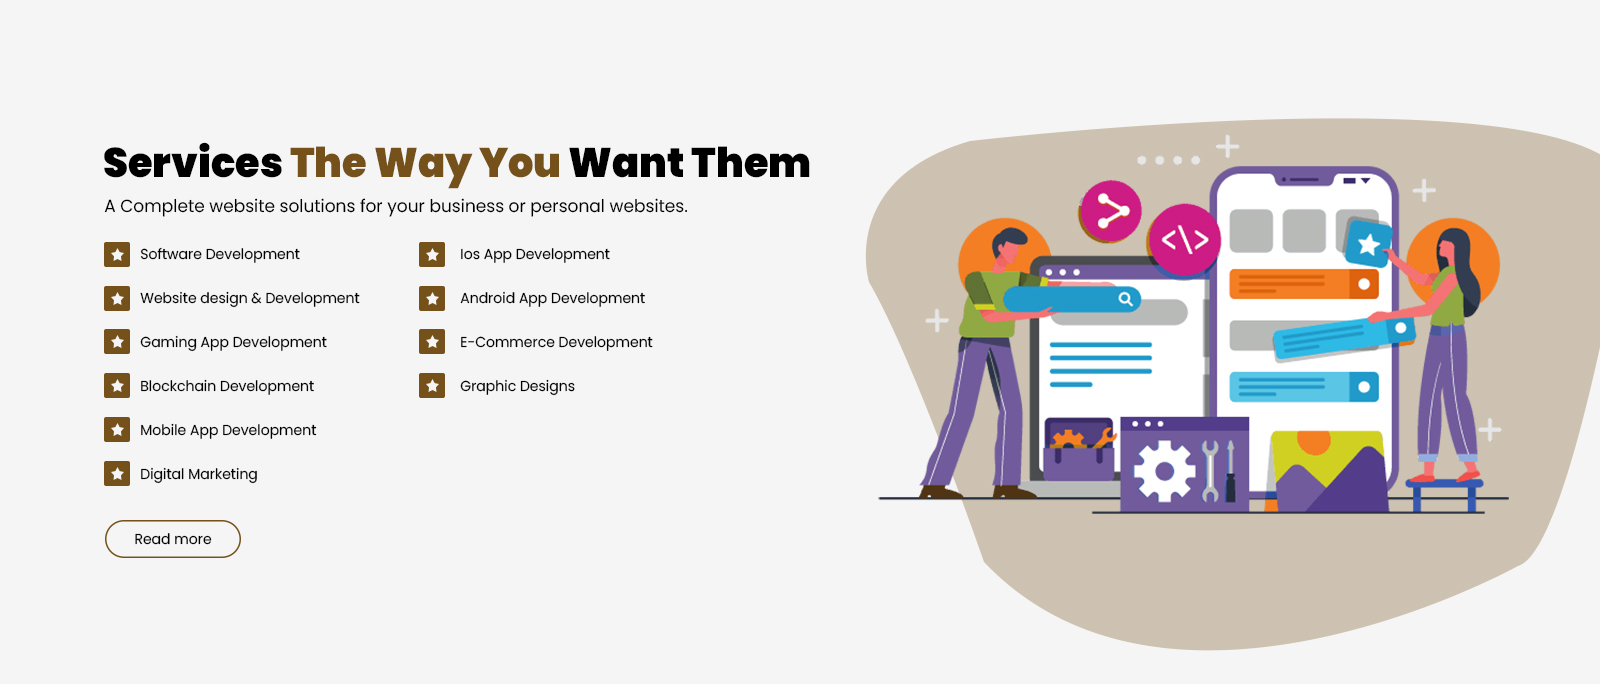 Services The Way You Want Them
A Complete website solutions for your business or personal websites.
Software Development
Website design & Development
Gaming App Development
Blockchain Development
Mobile App Development
Digital Marketing
Ios App Development
Android App Development
E-Commerce Development
Graphic Designs
Read more